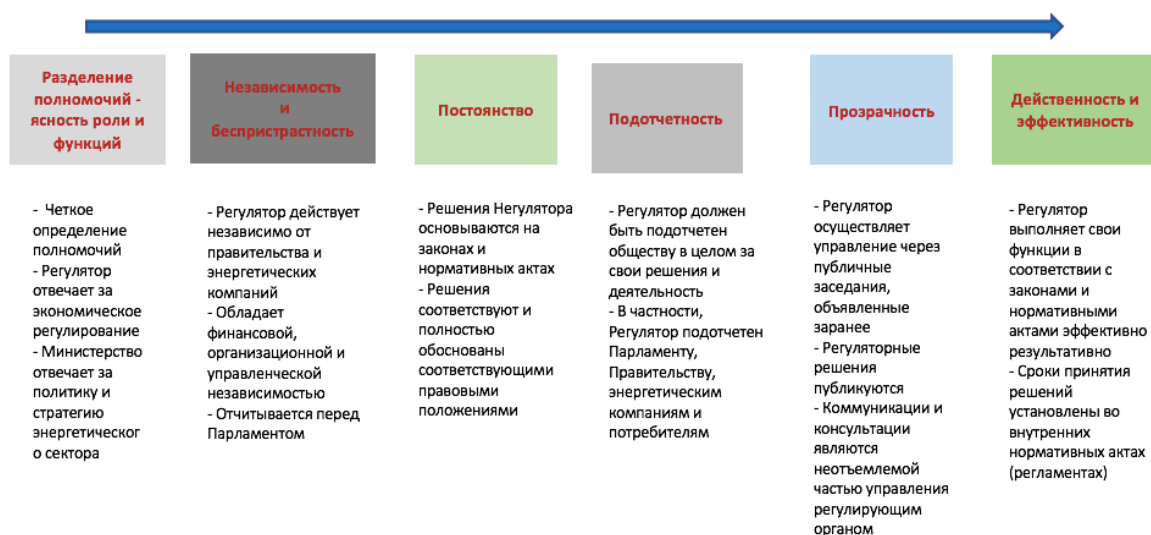 Разделение
полномочий -
ясность роли и
функций
Независимость
и
беспристрастность
Постоянство
Подотчетность
Прозрачность
Действенность и
эффективность
- Четкое
определение
полномочий
- Регулятор
отвечает за
экономическое
регулирование
- Министерство
отвечает за
политику и
стратегию
энергетическог
о сектора
- Регулятор действует
независимо от
правительства и
энергетических
компаний
- Обладает
финансовой,
организационной и
управленческой
независимостью
- Отчитывается перед
Парламентом
- Решения Негулятора
основываются на
законах и
нормативных актах
- Решения
соответствуют и
полностью
обоснованы
соответствующими
правовыми
положениями
- Регулятор должен
быть подотчетен
обществу в целом за
свои решения и
деятельность
- В частности,
Регулятор подотчетен
Парламенту,
Правительству,
энергетическим
компаниям и
потребителям
- Регулятор
осуществляет
управление через
публичные
заседания,
объявленные
заранее
- Регуляторные
решения
публикуются
- Коммуникации и
консультации
являются
неотъемлемой
частью управления
регулирующим
органом
- Регулятор
выполняет свои
функции в
соответствии с
законами и
нормативными
актами эффективно
результативно
- Сроки принятия
решений
установлены во
внутренних
нормативных актах
(регламентах)